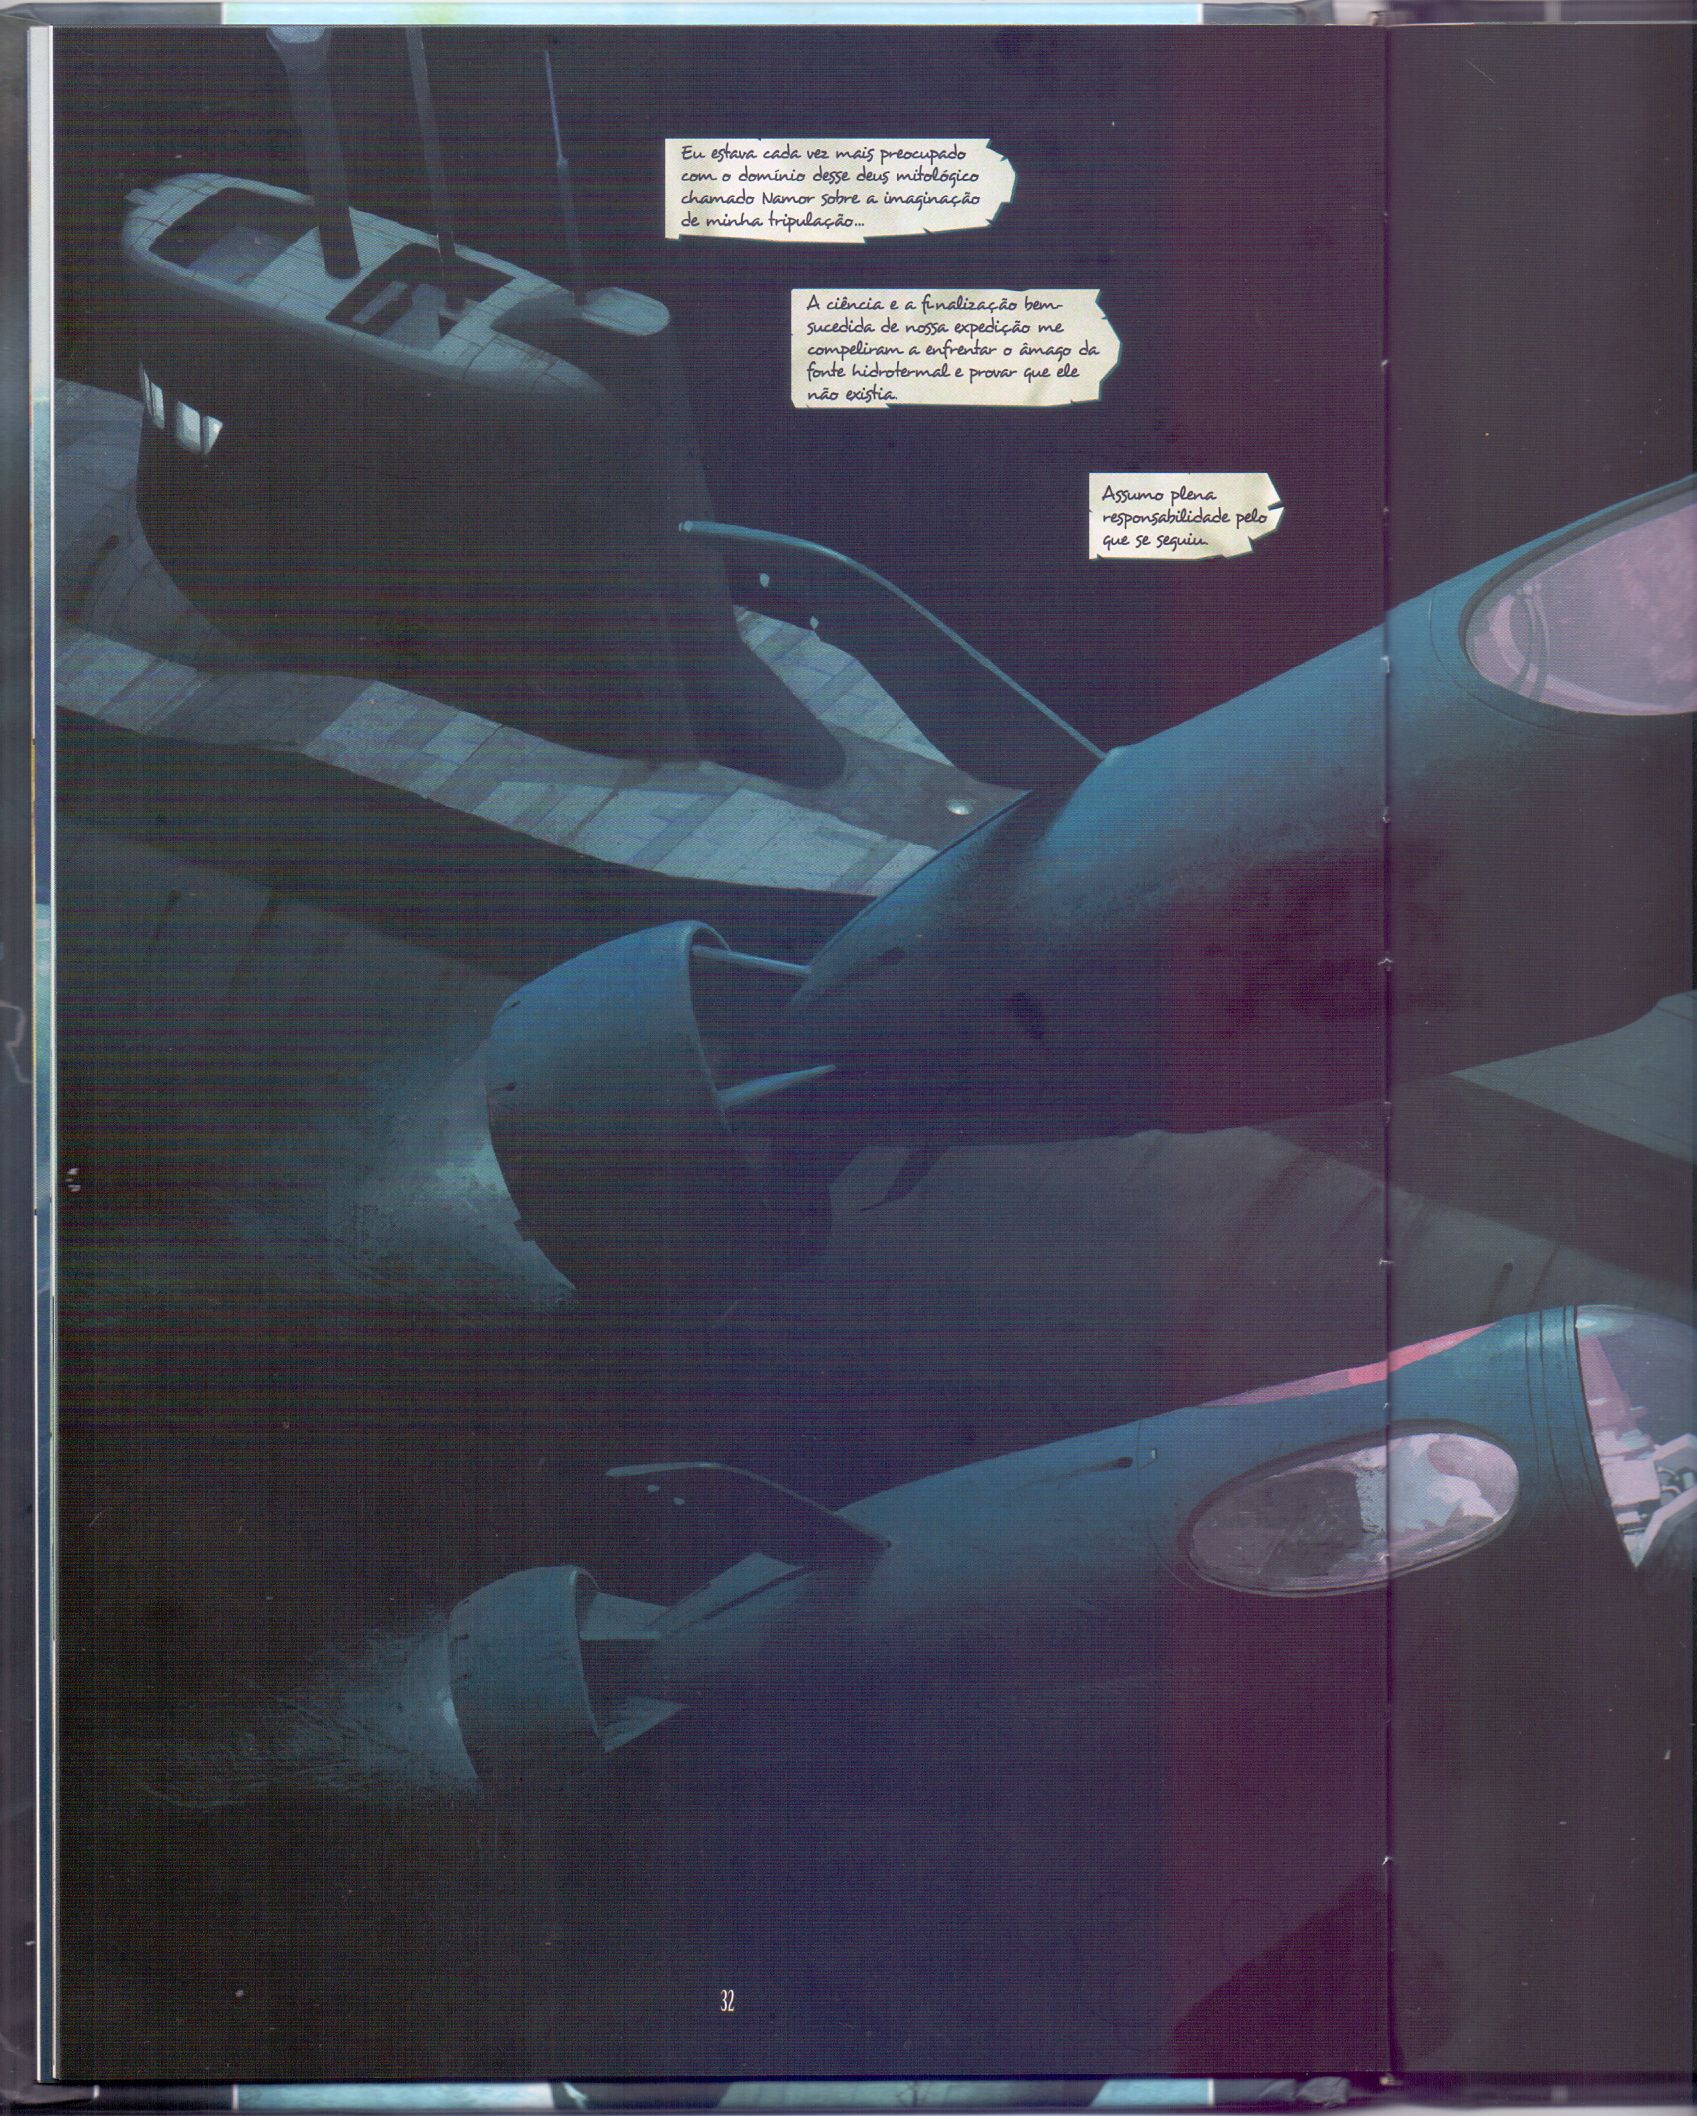 Eu estava cada vez mais preocupado
com o domínio desse deus mitológico
chamado Namor sobre a imaginação
de minha tripulação...
A ciência e a finalização bem-
sucedida de nossa expedição me
compeliram a enfrentar o âmago da
fonte hidrotermal e provar que ele
não existia.
Assumo plena
responsabilidade pelo
que se seguiu.
32